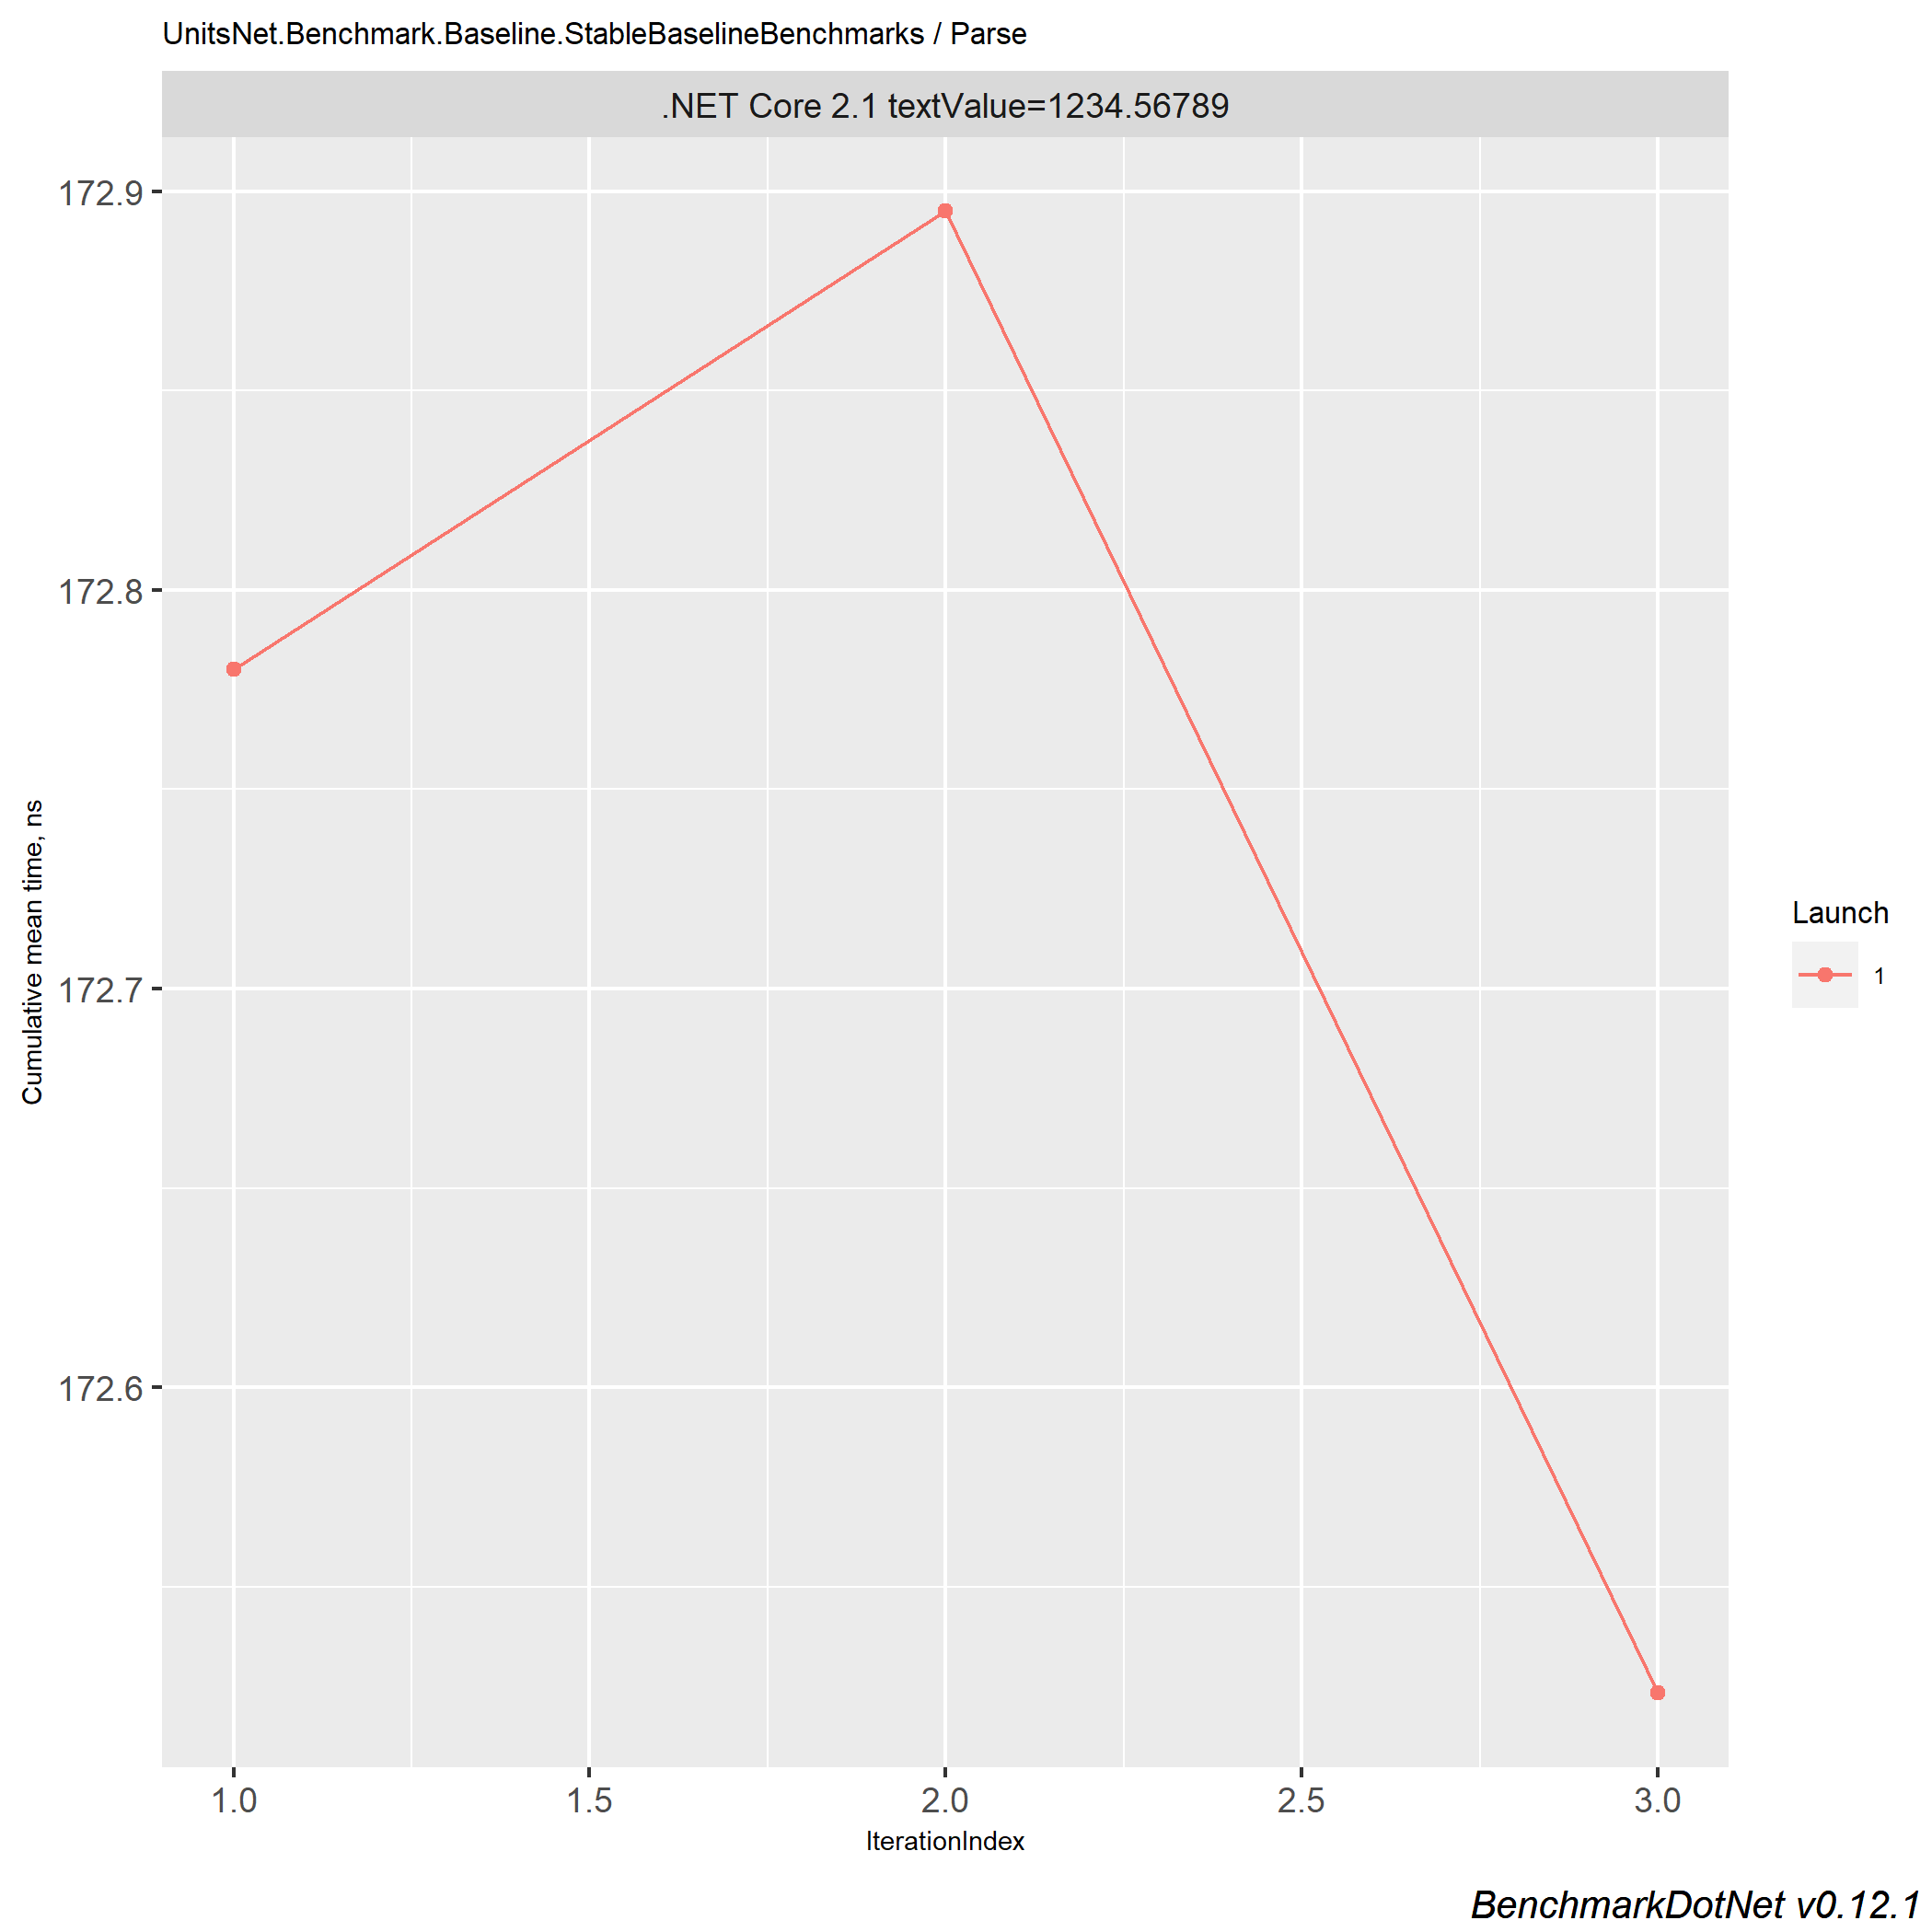 UnitsNet.Benchmark.Baseline.StableBaselineBenchmarks / Parse
.NET Core 2.1 textValue=1234.56789
172.9
172.8
172.7
172.6
Cumulative mean time, ns
1.0
1.5
2.0
2.5
3.0
IterationIndex
Launch
1
BenchmarkDotNet v0.12.1